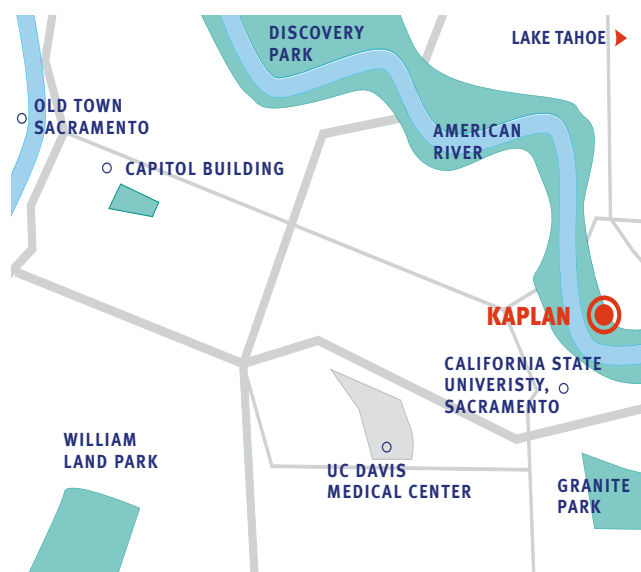 DISCOVERY
PARK
LAKE TAHOE
OLD TOWN
SACRAMENTO
AMERICAN
RIVER
CAPITOL BUILDING
KAPLAN
CALIFORNIA STATE
UNIVERISTY,
SACRAMENTO
WILLIAM
LAND PARK
UC DAVIS
MEDICAL CENTER
GRANITE
PARK